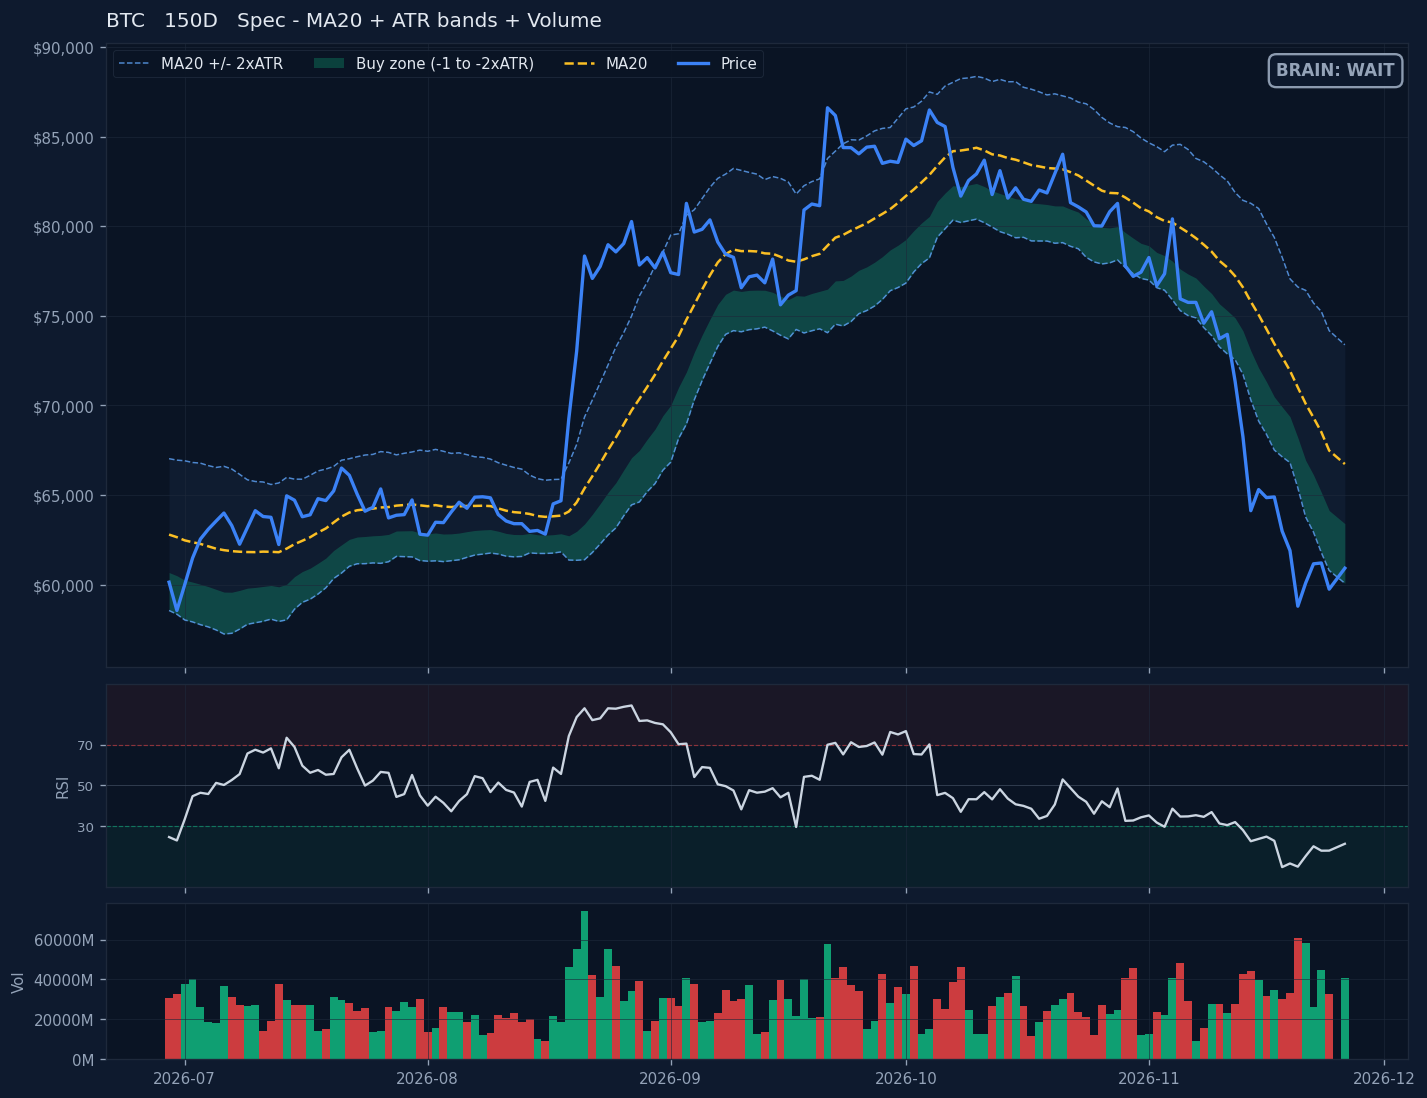 BTC   150D   Spec - MA20 + ATR bands + Volume
$90,000
MA20 +/- 2xATR
Buy zone (-1 to -2xATR)
MA20
Price
BRAIN: WAIT
$85,000
$80,000
$75,000
$70,000
$65,000
$60,000
70
RSI
50
30
60000M
Vol
40000M
20000M
0M
2026-07
2026-08
2026-09
2026-10
2026-11
2026-12